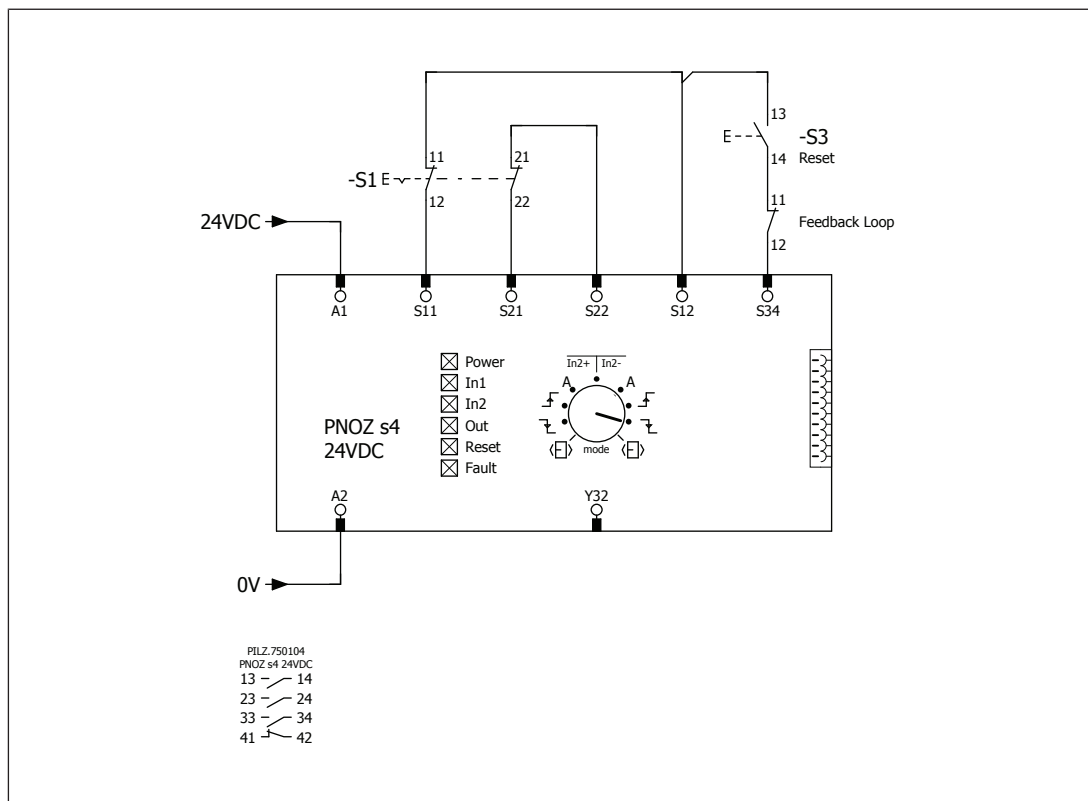 13
E -S3
14 Reset
11 21
-S1 E
12 22
11
Feedback Loop
12
24VDC
A1 S11 S21 S22 S12 S34
In2+ In2-
A A
Power
In1
In2
Out
Reset
Fault
PNOZ s4
24VDC
mode
A2 Y32
0V
PILZ.750104
PNOZ s4 24VDC
13 14
23 24
33 34
41 42